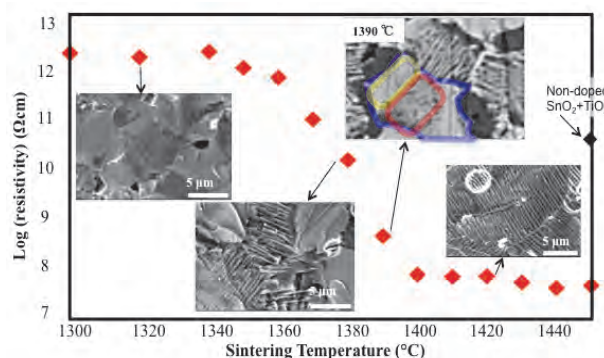 13
12
11
10
9
8
7
Log (resistivity) (Ωcm)
1390 ℃
Non-doped
SnO₂+TiO
5 μm
5 μm
5 μm
1300
1320
1340
1360
1380
1400
1420
1440
Sintering Temperature (°C)